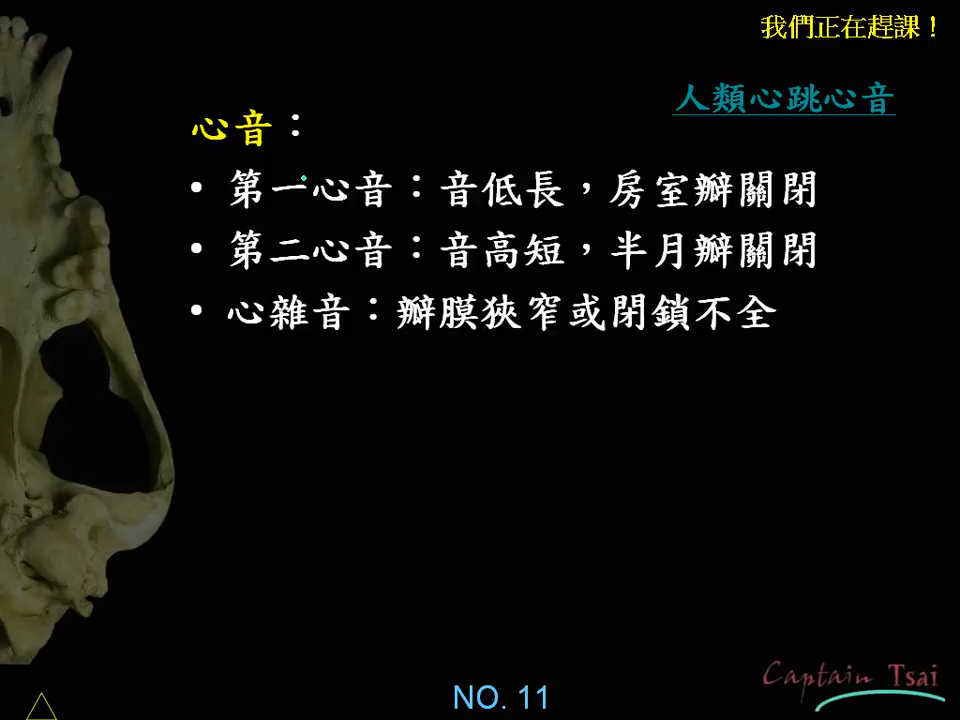 我們正在趕課！
人類心跳心音
心音：
• 第一心音：音低長，房室瓣關閉
• 第二心音：音高短，半月瓣關閉
• 心雜音：瓣膜狹窄或閉鎖不全
NO. 11
Captain Tsai